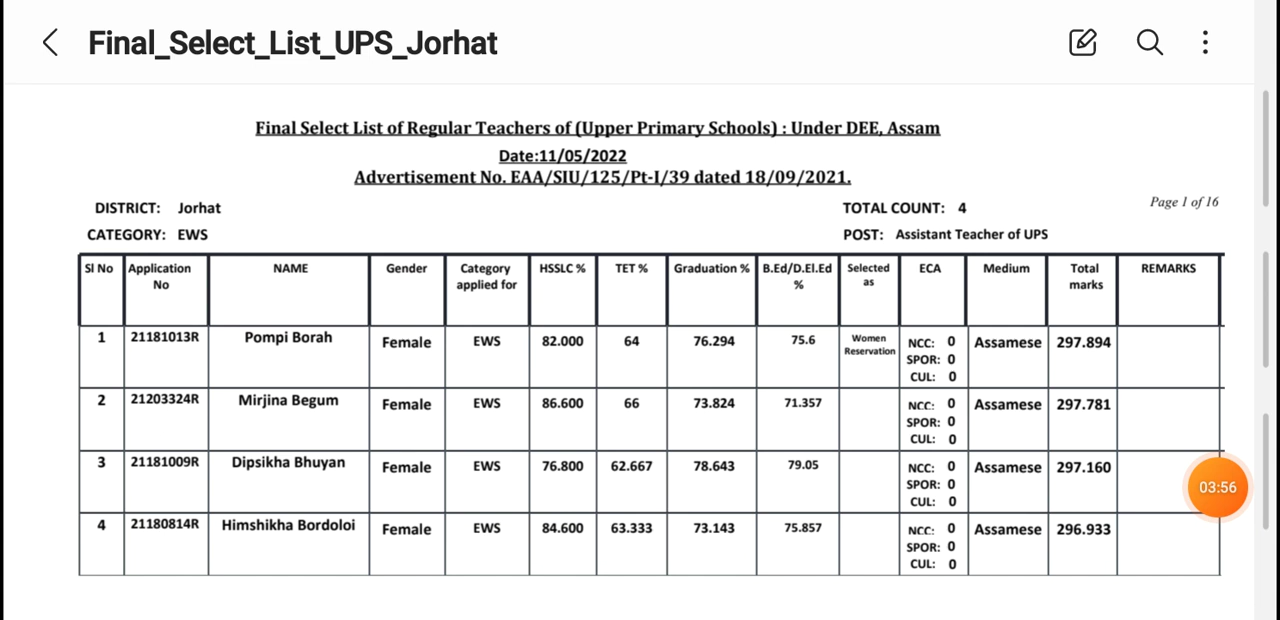 Final_Select_List_UPS_Jorhat
Final Select List of Regular Teachers of (Upper Primary Schools) : Under DEE, Assam
Date:11/05/2022
Advertisement No. EAA/SIU/125/Pt-I/39 dated 18/09/2021.
Page 1 of 16
DISTRICT: Jorhat TOTAL COUNT: 4
CATEGORY: EWS POST: Assistant Teacher of UPS
Sl No Application No NAME Gender Category applied for HSSLC % TET % Graduation % B.Ed/D.El.Ed % Selected as ECA Medium Total marks REMARKS
1 21181013R Pompi Borah Female EWS 82.000 64 76.294 75.6 Women Reservation NCC: 0 SPOR: 0 CUL: 0 Assamese 297.894
2 21203324R Mirjina Begum Female EWS 86.600 66 73.824 71.357 NCC: 0 SPOR: 0 CUL: 0 Assamese 297.781
3 21181009R Dipsikha Bhuyan Female EWS 76.800 62.667 78.643 79.05 NCC: 0 SPOR: 0 CUL: 0 Assamese 297.160
4 21180814R Himshikha Bordoloi Female EWS 84.600 63.333 73.143 75.857 NCC: 0 SPOR: 0 CUL: 0 Assamese 296.933
03:56